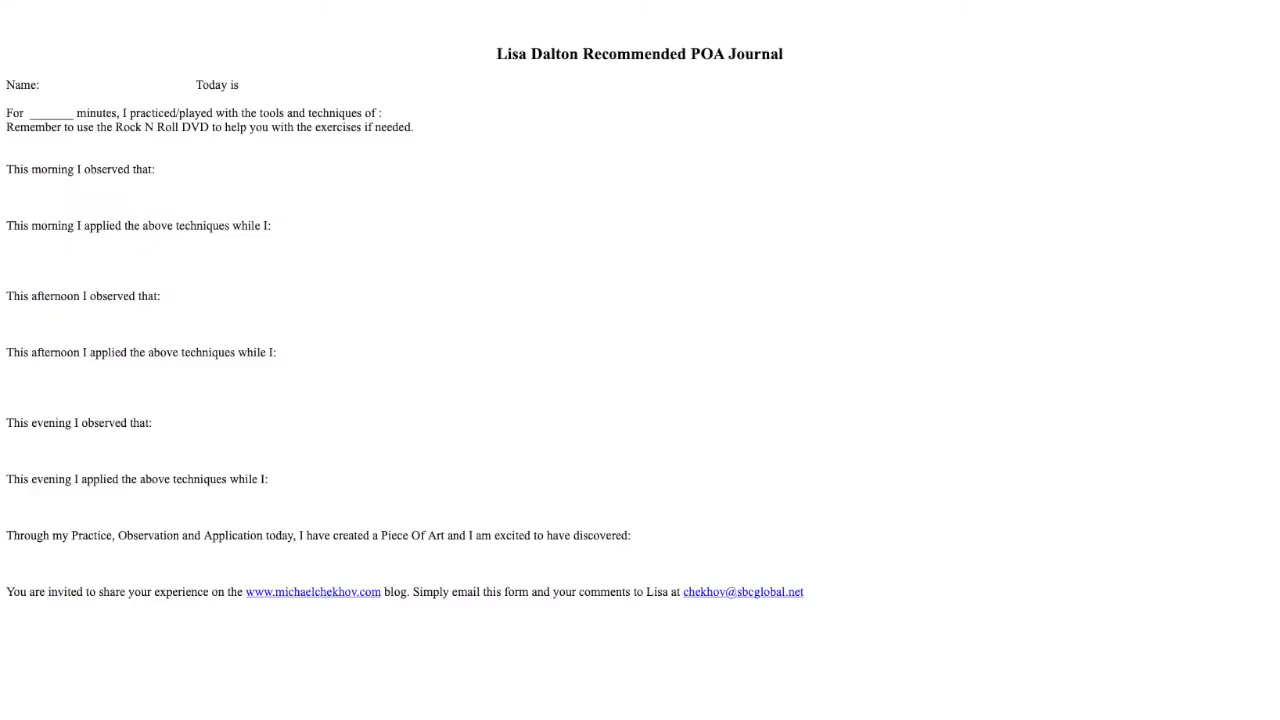 Lisa Dalton Recommended POA Journal
Name: Today is
For _______ minutes, I practiced/played with the tools and techniques of :
Remember to use the Rock N Roll DVD to help you with the exercises if needed.
This morning I observed that:
This morning I applied the above techniques while I:
This afternoon I observed that:
This afternoon I applied the above techniques while I:
This evening I observed that:
This evening I applied the above techniques while I:
Through my Practice, Observation and Application today, I have created a Piece Of Art and I am excited to have discovered:
You are invited to share your experience on the www.michaelchekhov.com blog. Simply email this form and your comments to Lisa at chekhov@sbcglobal.net